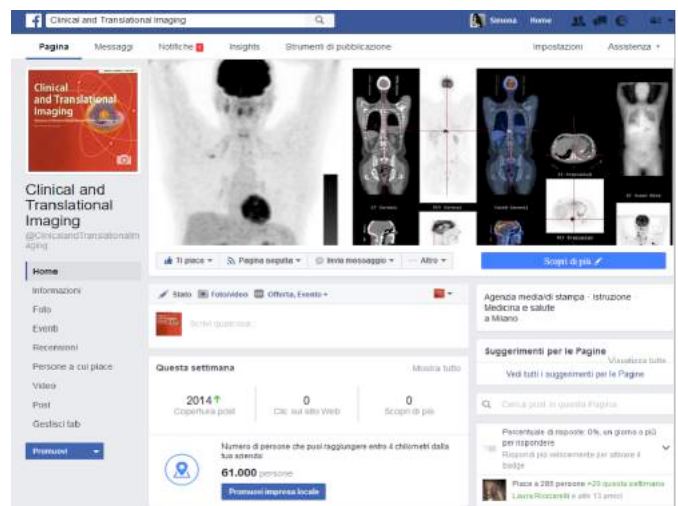 Clinical and Translational Imaging
Simona Home
Pagina Messaggi Notifiche Insights Strumenti di pubblicazione Impostazioni Assistenza
Clinical
and Translational
Imaging
Clinical and
Translational
Imaging
@ClinicalandTranslationalIm
aging
Ti piace Pagina seguita Invia messaggio Altro
Scopri di più
Home
Informazioni
Foto
Eventi
Recensioni
Persone a cui piace
Video
Post
Gestisci tab
Promuovi
Stato Foto/video Offerta, Evento +
Scrivi qualcosa...
Questa settimana Mostra tutto
2014 0 0
Copertura post Clic sul sito Web Scopri di più
Numero di persone che puoi raggiungere entro 4 chilometri dalla
tua azienda:
61.000 persone
Promuovi impresa locale
Agenzia media/di stampa · Istruzione ·
Medicina e salute
a Milano
Suggerimenti per le Pagine
Visualizza tutte
Vedi tutti i suggerimenti per le Pagine
Cerca post in questa Pagina
Percentuale di risposte: 0%, un giorno o più
per rispondere
Rispondi più velocemente per attivare il
badge
Piace a 285 persone +20 questa settimana
e altri 13 amici